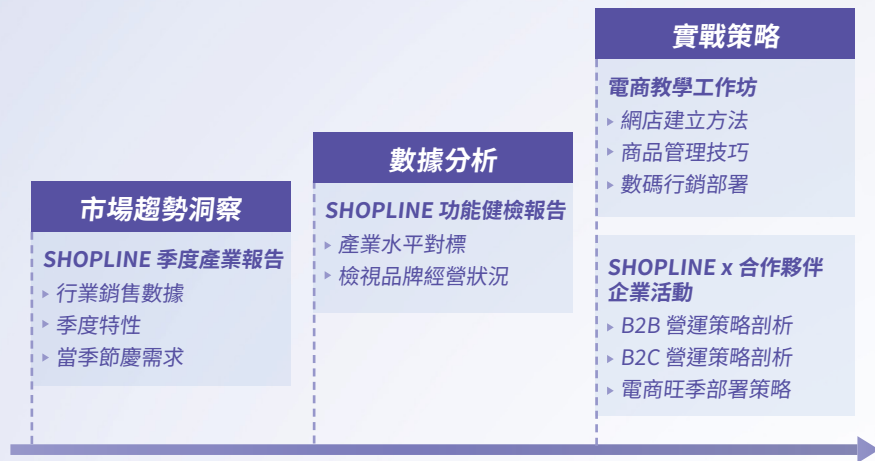 市場趨勢洞察
SHOPLINE 季度產業報告
行業銷售數據
季度特性
當季節慶需求
數據分析
SHOPLINE 功能健檢報告
產業水平對標
檢視品牌經營狀況
實戰策略
電商教學工作坊
網店建立方法
商品管理技巧
數碼行銷部署
SHOPLINE x 合作夥伴
企業活動
B2B 營運策略剖析
B2C 營運策略剖析
電商旺季部署策略